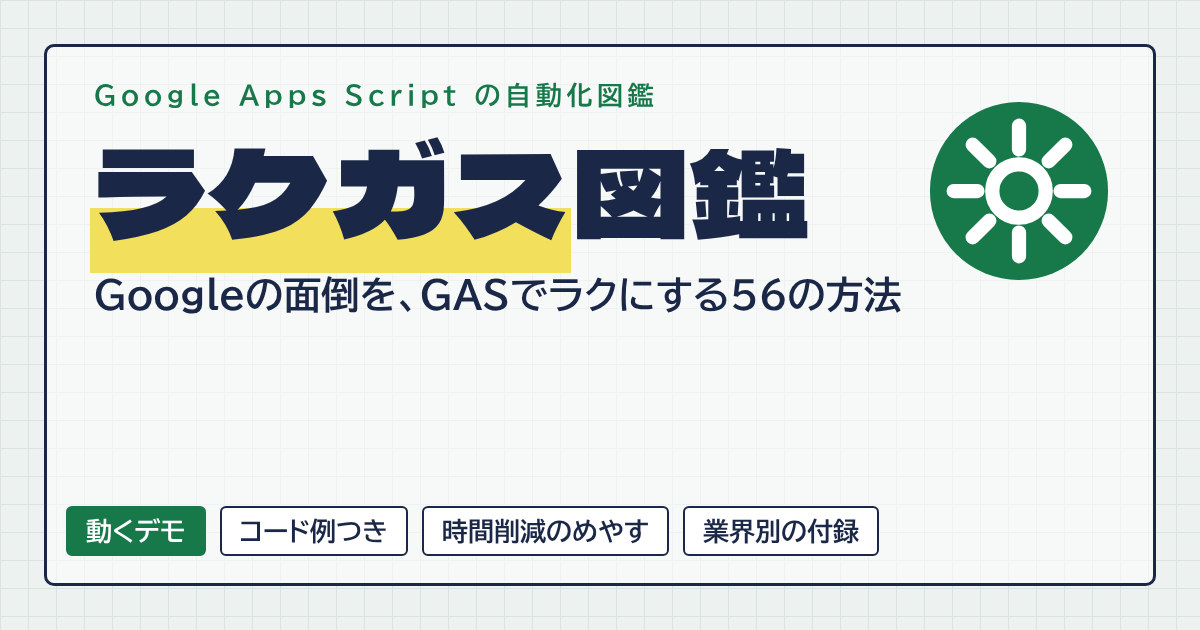 Google Apps Script の自動化図鑑
ラクガス図鑑
Googleの面倒を、GASでラクにする56の方法
動くデモ
コード例つき
時間削減のめやす
業界別の付録